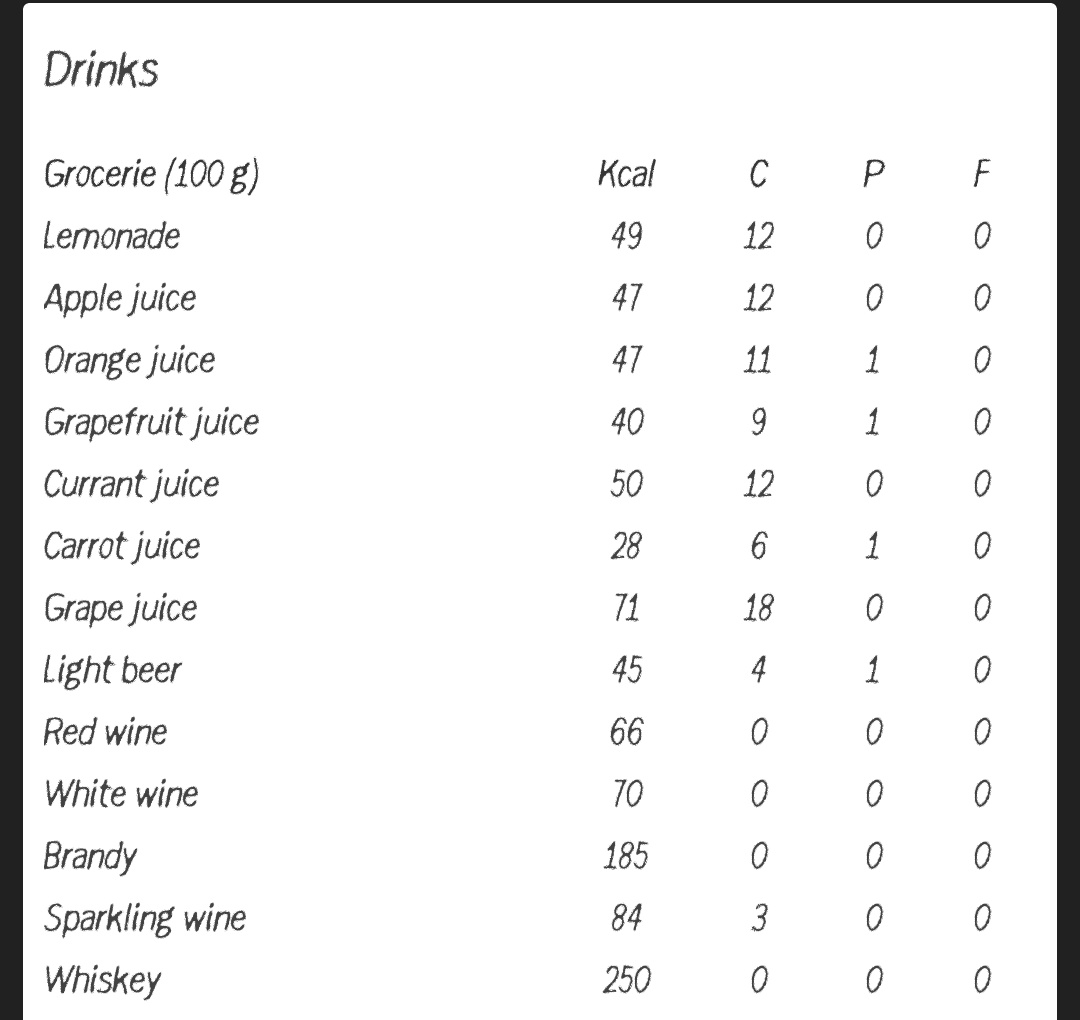 Drinks
Grocerie (100 g) Kcal C P F
Lemonade 49 12 0 0
Apple juice 47 12 0 0
Orange juice 47 11 1 0
Grapefruit juice 40 9 1 0
Currant juice 50 12 0 0
Carrot juice 28 6 1 0
Grape juice 71 18 0 0
Light beer 45 4 1 0
Red wine 66 0 0 0
White wine 70 0 0 0
Brandy 185 0 0 0
Sparkling wine 84 3 0 0
Whiskey 250 0 0 0